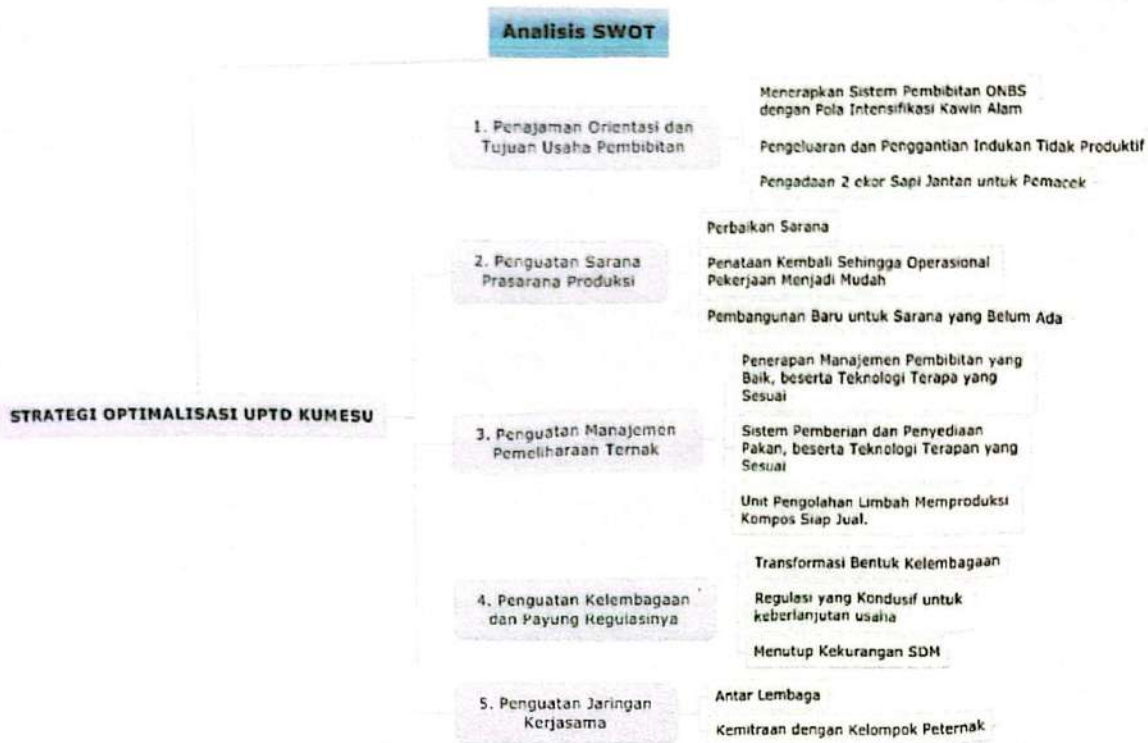 Analisis SWOT
1. Penajaman Orientasi dan
Tujuan Usaha Pembibitan
Menerapkan Sistem Pembibitan ONBS
dengan Pola Intensifikasi Kawin Alam
Pengeluaran dan Penggantian Indukan Tidak Produktif
Pengadaan 2 ekor Sapi Jantan untuk Pemacek
2. Penguatan Sarana
Prasarana Produksi
Perbaikan Sarana
Penataan Kembali Sehingga Operasional
Pekerjaan Menjadi Mudah
Pembangunan Baru untuk Sarana yang Belum Ada
STRATEGI OPTIMALISASI UPTD KUMESU
3. Penguatan Manajemen
Pemeliharaan Ternak
Penerapan Manajemen Pembibitan yang
Baik, beserta Teknologi Terapa yang
Sesuai
Sistem Pemberian dan Penyediaan
Pakan, beserta Teknologi Terapan yang
Sesuai
Unit Pengolahan Limbah Memproduksi
Kompos Siap Jual.
4. Penguatan Kelembagaan
dan Payung Regulasinya
Transformasi Bentuk Kelembagaan
Regulasi yang Kondusif untuk
keberlanjutan usaha
Menutup Kekurangan SDM
5. Penguatan Jaringan
Kerjasama
Antar Lembaga
Kemitraan dengan Kelompok Peternak